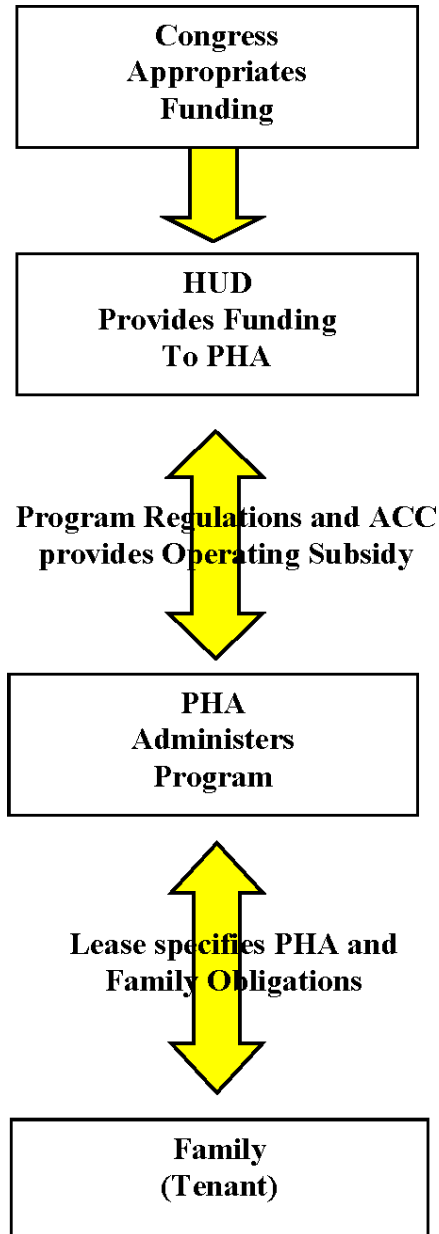 Congress
Appropriates
Funding
HUD
Provides Funding
To PHA
Program Regulations and ACC
provides Operating Subsidy
PHA
Administers
Program
Lease specifies PHA and
Family Obligations
Family
(Tenant)